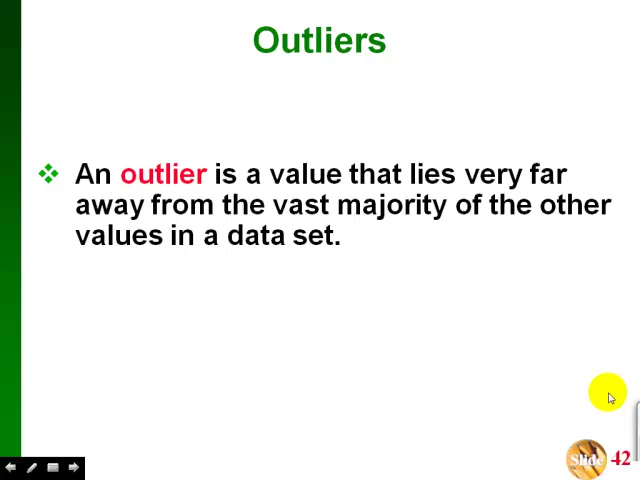 Outliers
An outlier is a value that lies very far
away from the vast majority of the other
values in a data set.
Slide 42